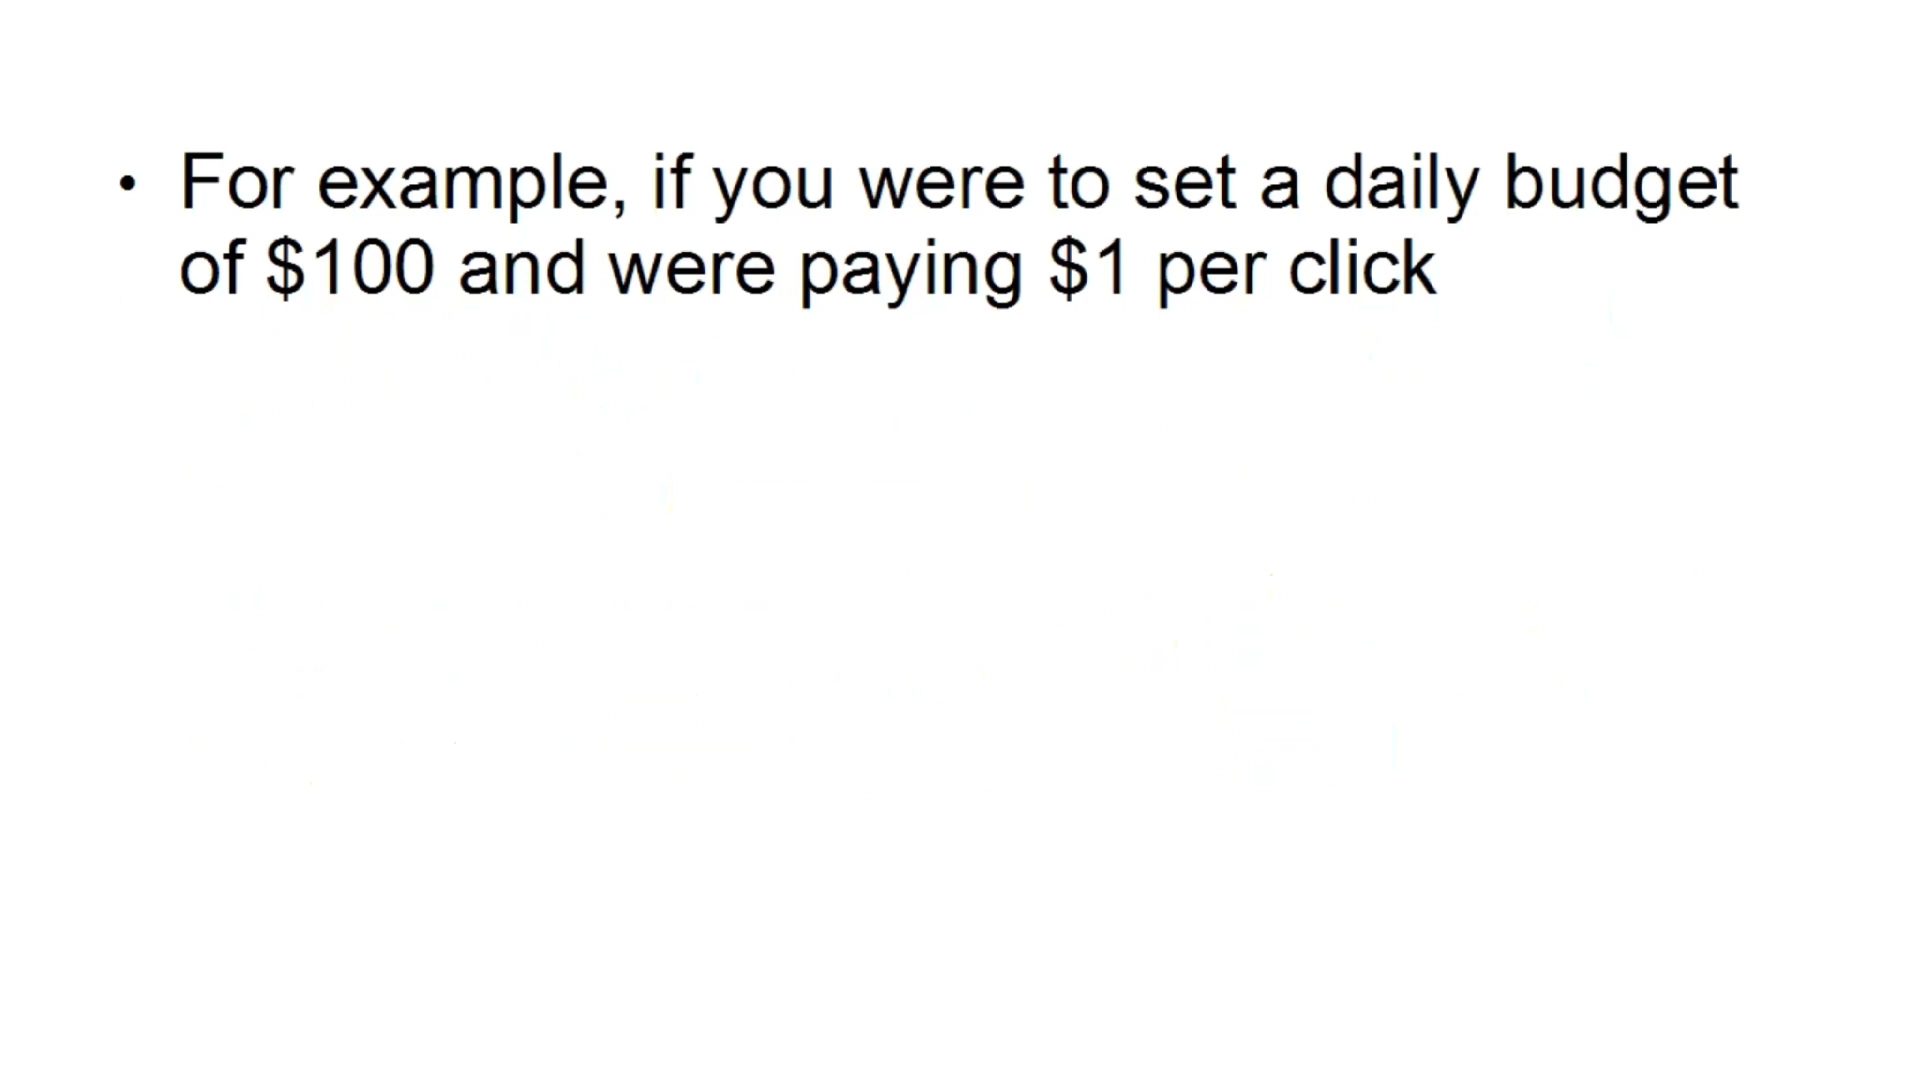 • For example, if you were to set a daily budget
of $100 and were paying $1 per click